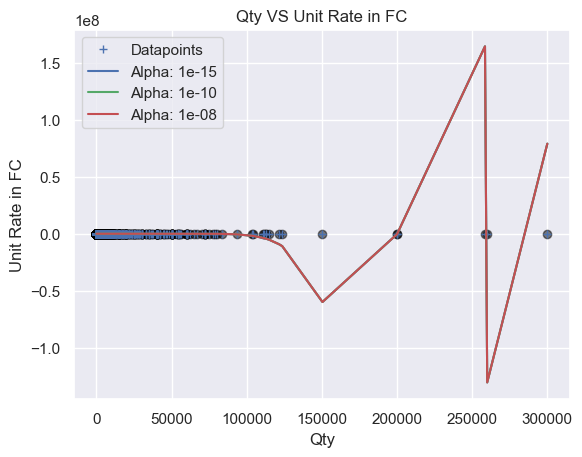 Qty VS Unit Rate in FC
1e8
Datapoints
Alpha: 1e-15
Alpha: 1e-10
Alpha: 1e-08
1.5
1.0
0.5
0.0
−0.5
−1.0
Unit Rate in FC
0 50000 100000 150000 200000 250000 300000
Qty